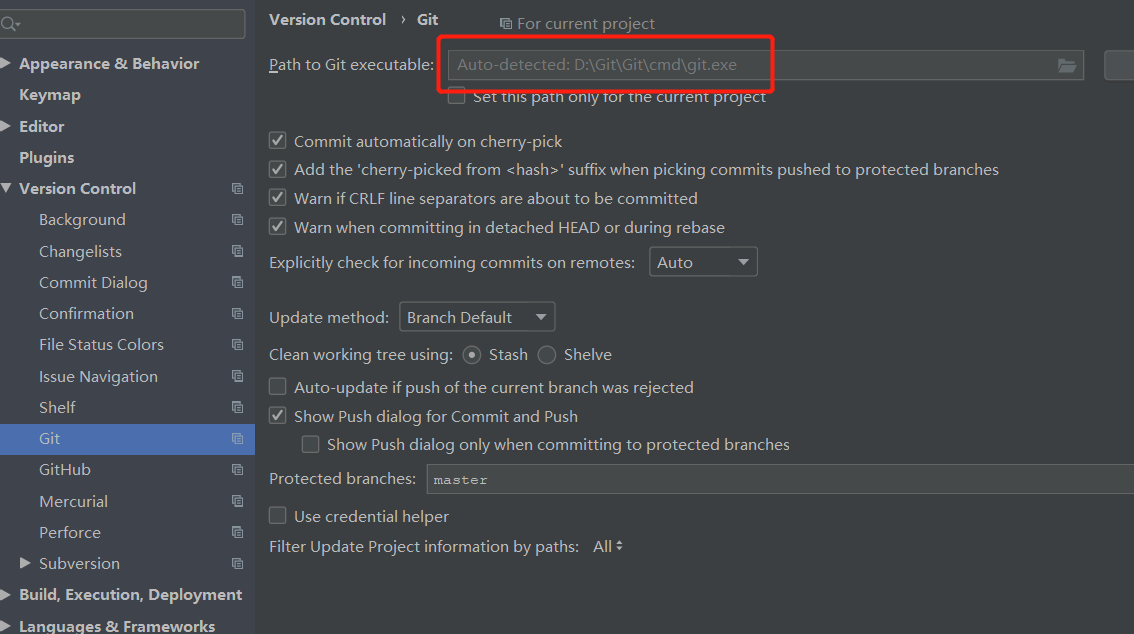 Version Control › Git
For current project
Appearance & Behavior
Keymap
Editor
Plugins
Version Control
Background
Changelists
Commit Dialog
Confirmation
File Status Colors
Issue Navigation
Shelf
Git
GitHub
Mercurial
Perforce
Subversion
Build, Execution, Deployment
Languages & Frameworks
Path to Git executable: Auto-detected: D:\Git\Git\cmd\git.exe
Set this path only for the current project
Commit automatically on cherry-pick
Add the 'cherry-picked from <hash>' suffix when picking commits pushed to protected branches
Warn if CRLF line separators are about to be committed
Warn when committing in detached HEAD or during rebase
Explicitly check for incoming commits on remotes: Auto
Update method: Branch Default
Clean working tree using: Stash Shelve
Auto-update if push of the current branch was rejected
Show Push dialog for Commit and Push
Show Push dialog only when committing to protected branches
Protected branches: master
Use credential helper
Filter Update Project information by paths: All